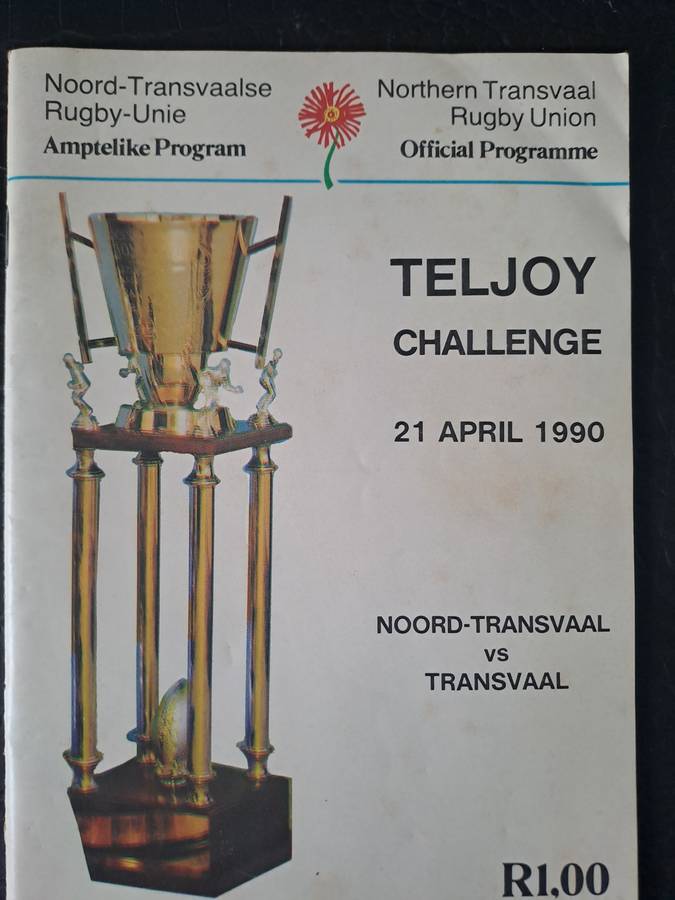 Noord-Transvaalse
Rugby-Unie
Amptelike Program
Northern Transvaal
Rugby Union
Official Programme
TELJOY
CHALLENGE
21 APRIL 1990
NOORD-TRANSVAAL
vs
TRANSVAAL
R1,00